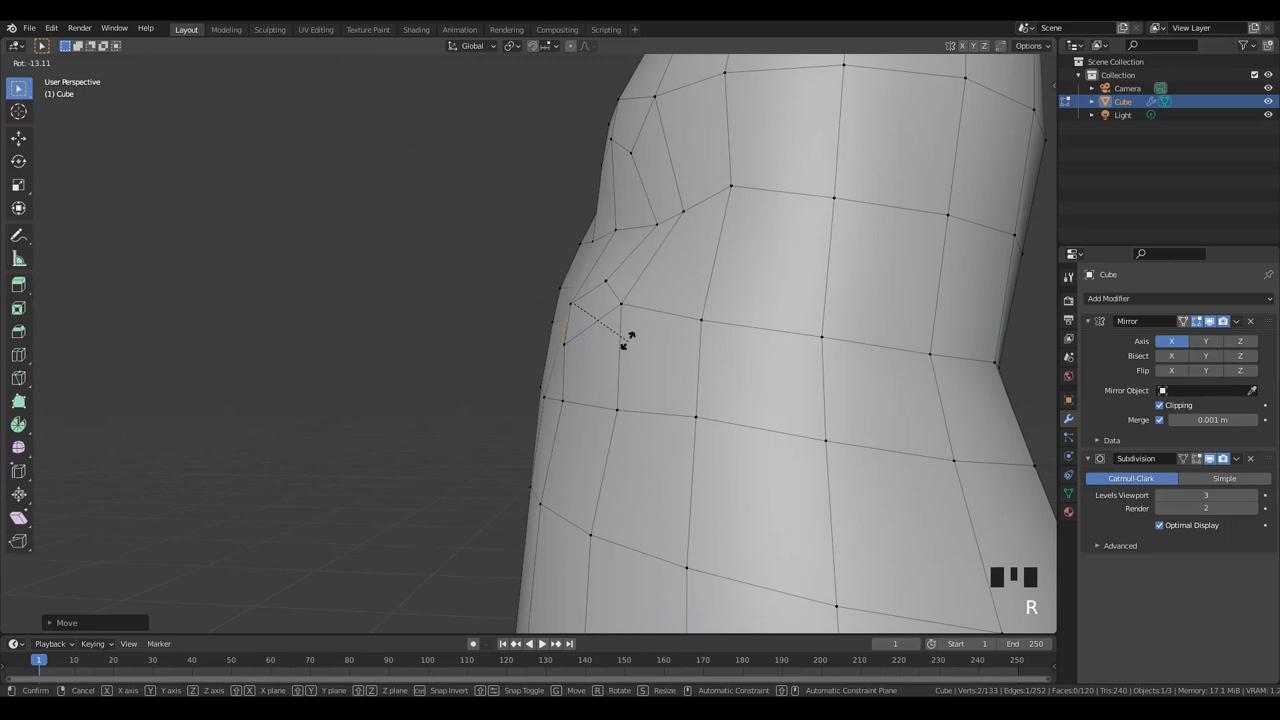 File Edit Render Window Help Layout Modeling Sculpting UV Editing Texture Paint Shading Animation Rendering Compositing Scripting + Scene View Layer
Global X Y Z Options
Rot: -13.11
User Perspective
(1) Cube
Scene Collection
Collection
Camera
Cube
Light
Cube
Add Modifier
Mirror
Axis X Y Z
Bisect X Y Z
Flip X Y Z
Mirror Object
Clipping
Merge 0.001 m
Data
Subdivision
Catmull-Clark Simple
Levels Viewport 3
Render 2
Optimal Display
Advanced
R
Move
Playback Keying View Marker 1 Start 1 End 250
1 10 20 30 40 50 60 70 80 90 100 110 120 130 140 150 160 170 180 190 200 210 220 230 240 250
Confirm Cancel X X axis Y Y axis Z Z axis X X plane Y Y plane Z Z plane Snap Invert Snap Toggle G Move R Rotate S Resize Automatic Constraint Automatic Constraint Plane Cube | Verts:2/133 | Edges:1/252 | Faces:0/120 | Tris:240 | Objects:1/3 | Memory: 17.1 MiB | VRAM: 1.2